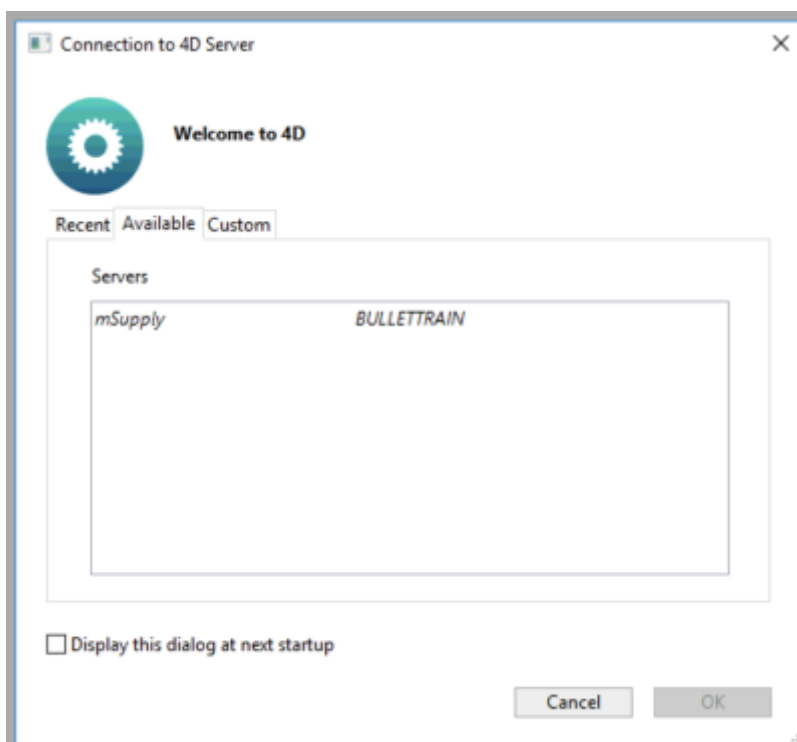 Connection to 4D Server
Welcome to 4D
Recent Available Custom
Servers
mSupply BULLETTRAIN
Display this dialog at next startup
Cancel OK